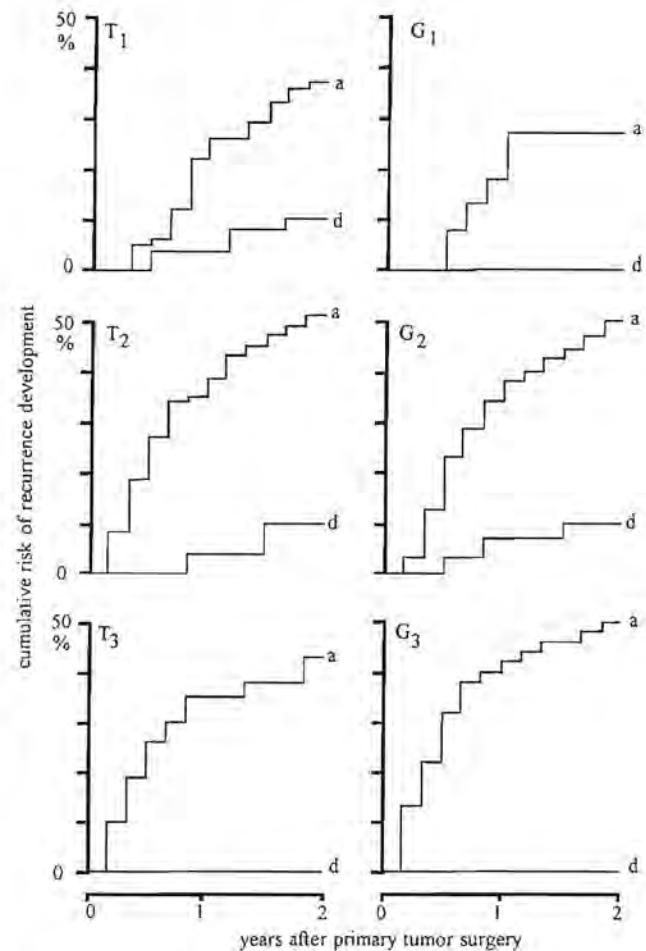 50
%
T1
a
d
0
G1
a
d
50
%
T2
a
d
0
G2
a
d
50
%
T3
a
d
0
G3
a
d
0
1
2
0
1
2
cumulative risk of recurrence development
years after primary tumor surgery